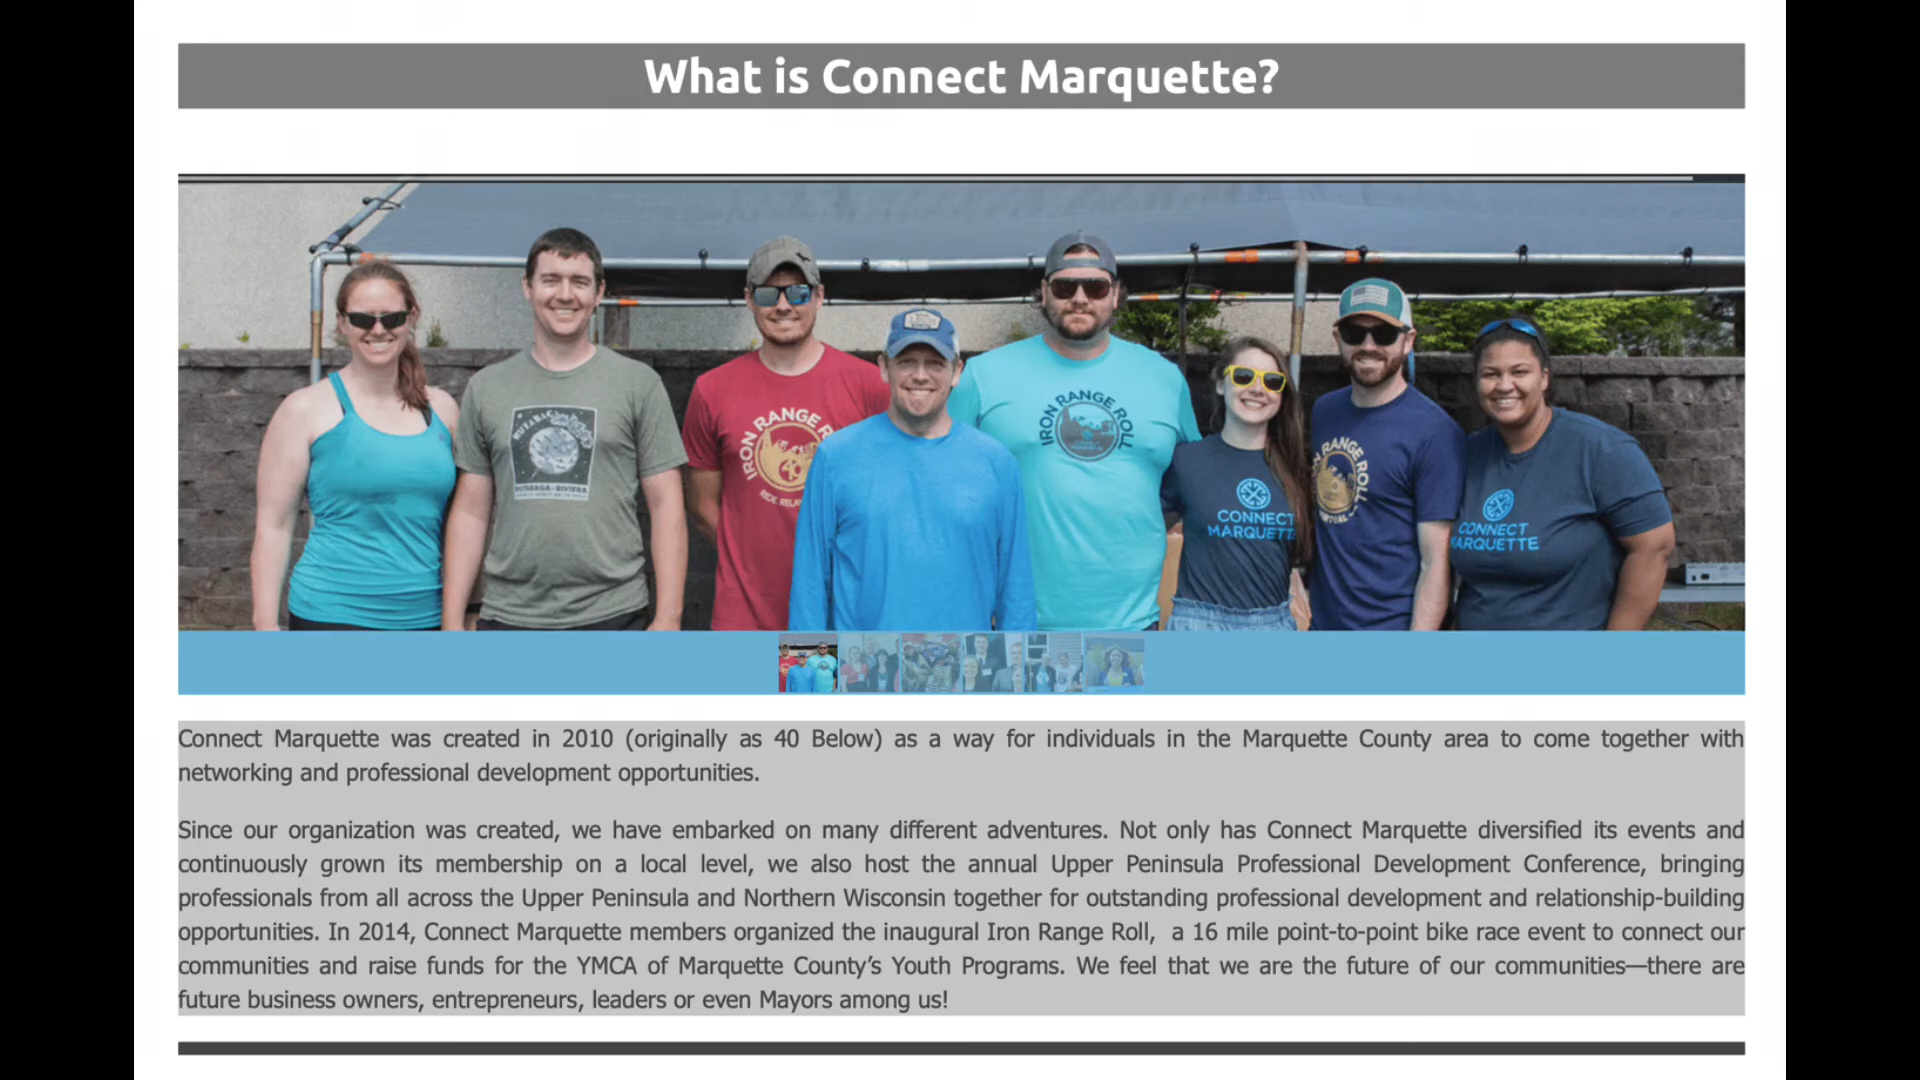 What is Connect Marquette?
RUTABAGA-RIVIERA
IRON RANGE R
40
RIDE. RELA
IRON RANGE ROLL
CONNECT
MARQUETT
N RANGE ROLL
CONNECT
MARQUETTE
Connect Marquette was created in 2010 (originally as 40 Below) as a way for individuals in the Marquette County area to come together with
networking and professional development opportunities.
Since our organization was created, we have embarked on many different adventures. Not only has Connect Marquette diversified its events and
continuously grown its membership on a local level, we also host the annual Upper Peninsula Professional Development Conference, bringing
professionals from all across the Upper Peninsula and Northern Wisconsin together for outstanding professional development and relationship-building
opportunities. In 2014, Connect Marquette members organized the inaugural Iron Range Roll, a 16 mile point-to-point bike race event to connect our
communities and raise funds for the YMCA of Marquette County’s Youth Programs. We feel that we are the future of our communities—there are
future business owners, entrepreneurs, leaders or even Mayors among us!